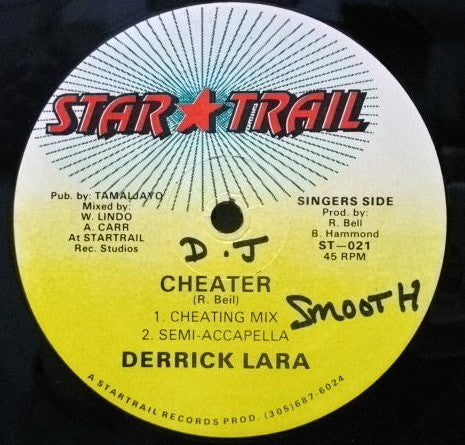 STAR★TRAIL
Pub. by: TAMALJAYO
Mixed by:
W. LINDO
A. CARR
At STARTRAIL
Rec. Studios
SINGERS SIDE
Prod. by:
R. Bell
B. Hammond
ST—021
45 RPM
D.J
CHEATER
(R. Beil)
SMOOTH
1. CHEATING MIX
2. SEMI-ACCAPELLA
DERRICK LARA
A STARTRAIL RECORDS PROD. (305) 687-6024